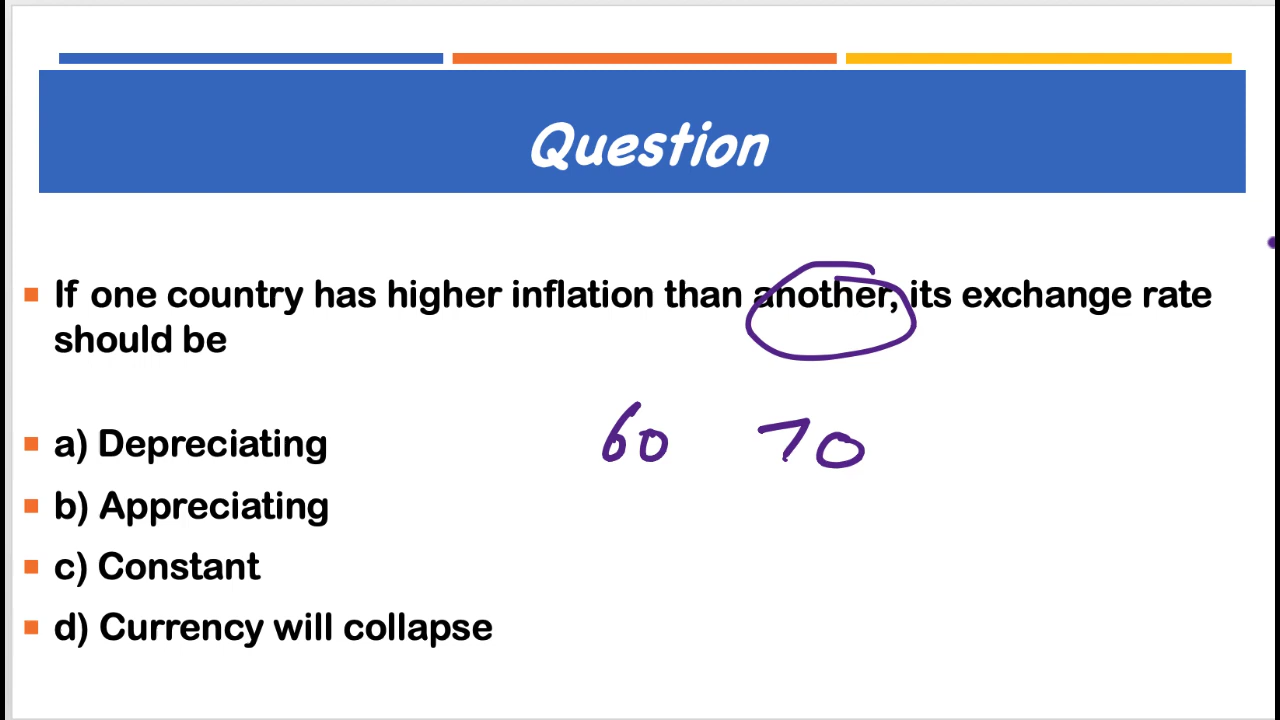 Question
If one country has higher inflation than another, its exchange rate
should be
a) Depreciating
60 70
b) Appreciating
c) Constant
d) Currency will collapse